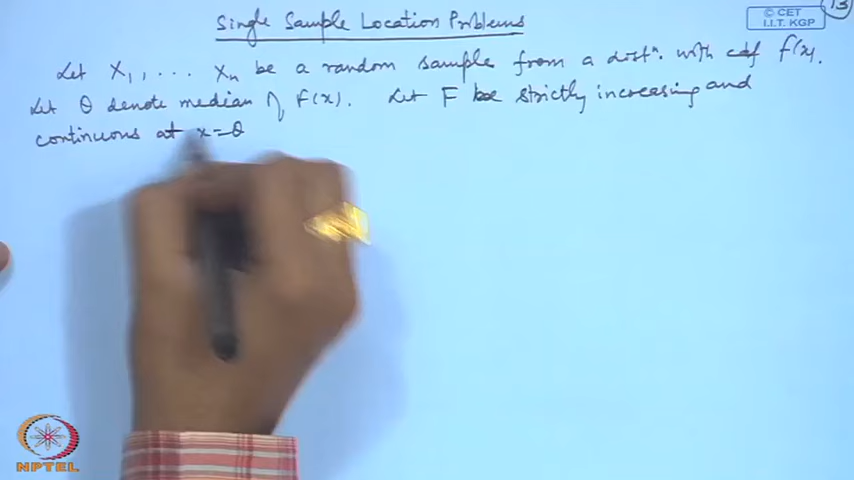 © CET
I.I.T. KGP
13
Single Sample Location Problems
Let X1, ... Xn be a random sample from a distn. with cdf F(x).
Let θ denote median of F(x). Let F be strictly increasing and
continuous at x=θ
NPTEL